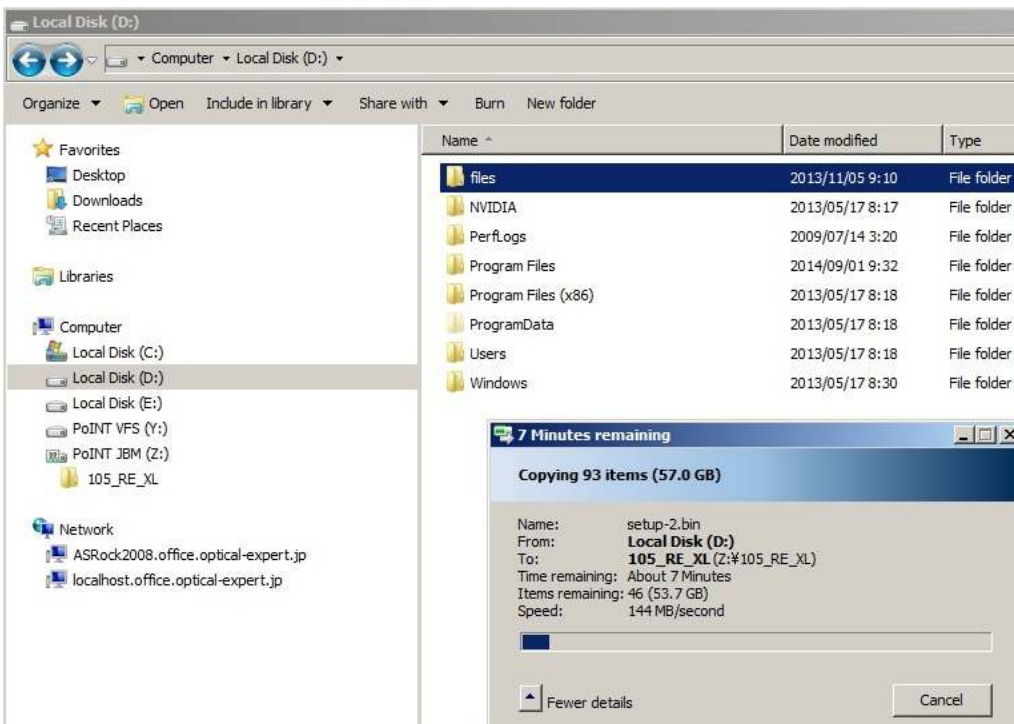 Local Disk (D:)
Computer Local Disk (D:)
Organize Open Include in library Share with Burn New folder
Favorites
Desktop
Downloads
Recent Places
Libraries
Computer
Local Disk (C:)
Local Disk (D:)
Local Disk (E:)
PoINT VFS (Y:)
PoINT JBM (Z:)
105_RE_XL
Network
ASRock2008.office.optical-expert.jp
localhost.office.optical-expert.jp
Name Date modified Type
files 2013/11/05 9:10 File folder
NVIDIA 2013/05/17 8:17 File folder
PerfLogs 2009/07/14 3:20 File folder
Program Files 2014/09/01 9:32 File folder
Program Files (x86) 2013/05/17 8:18 File folder
ProgramData 2013/05/17 8:18 File folder
Users 2013/05/17 8:18 File folder
Windows 2013/05/17 8:30 File folder
7 Minutes remaining
Copying 93 items (57.0 GB)
Name: setup-2.bin
From: Local Disk (D:)
To: 105_RE_XL (Z:¥105_RE_XL)
Time remaining: About 7 Minutes
Items remaining: 46 (53.7 GB)
Speed: 144 MB/second
Fewer details
Cancel